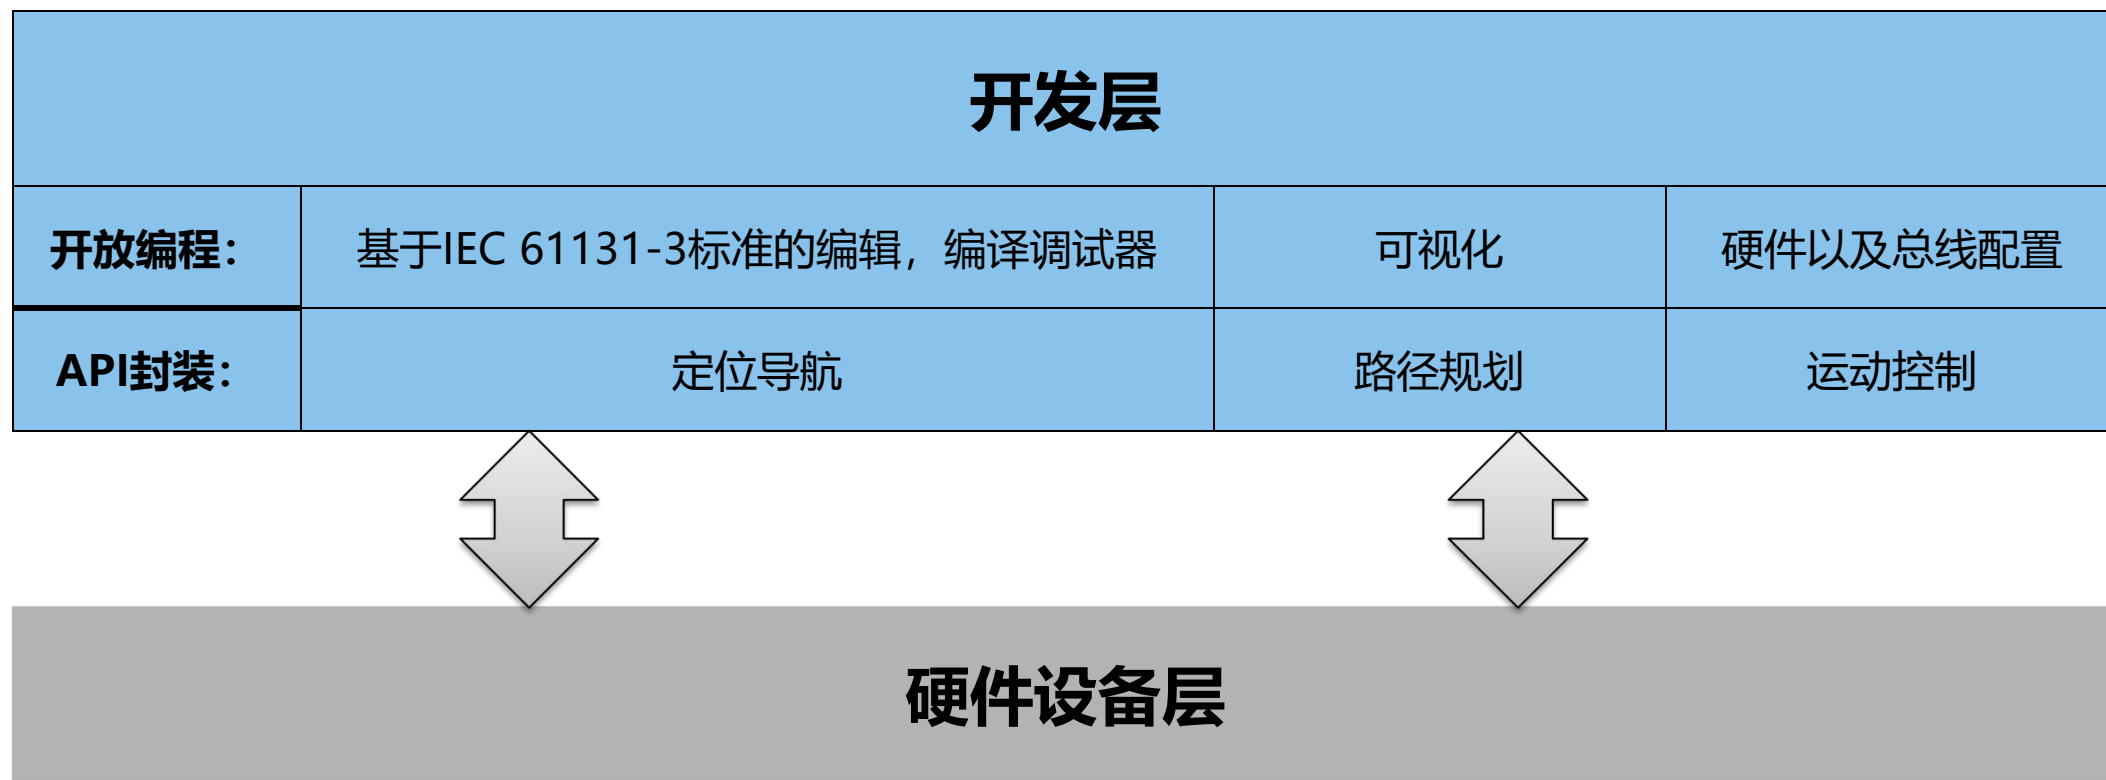 开发层
开放编程： 基于IEC 61131-3标准的编辑，编译调试器 可视化 硬件以及总线配置
API封装： 定位导航 路径规划 运动控制
硬件设备层